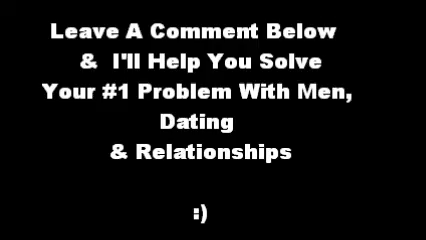 Leave A Comment Below
& I'll Help You Solve
Your #1 Problem With Men,
Dating
& Relationships
:)